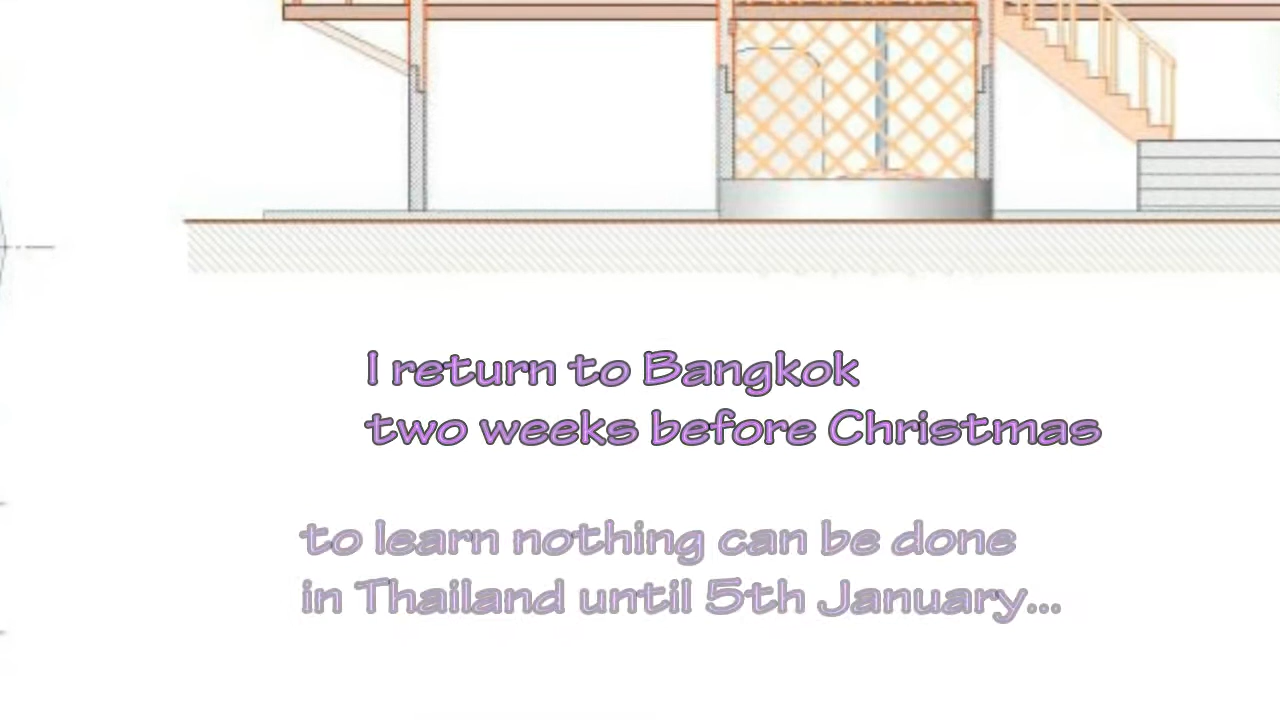 I return to Bangkok
two weeks before Christmas
to learn nothing can be done
in Thailand until 5th January...